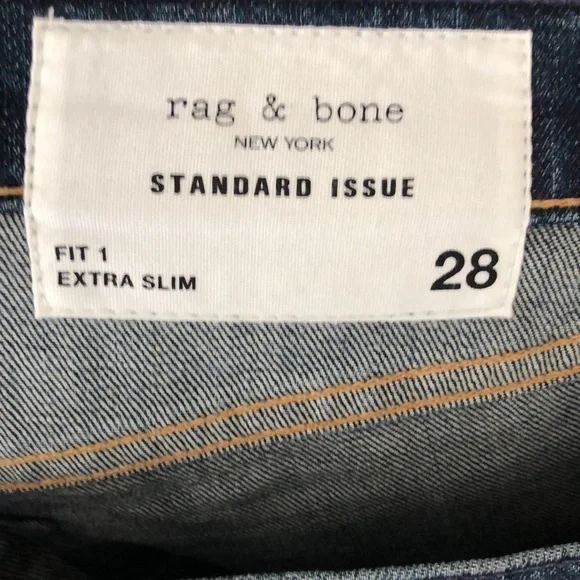 rag & bone
NEW YORK
STANDARD ISSUE
FIT 1
EXTRA SLIM
28